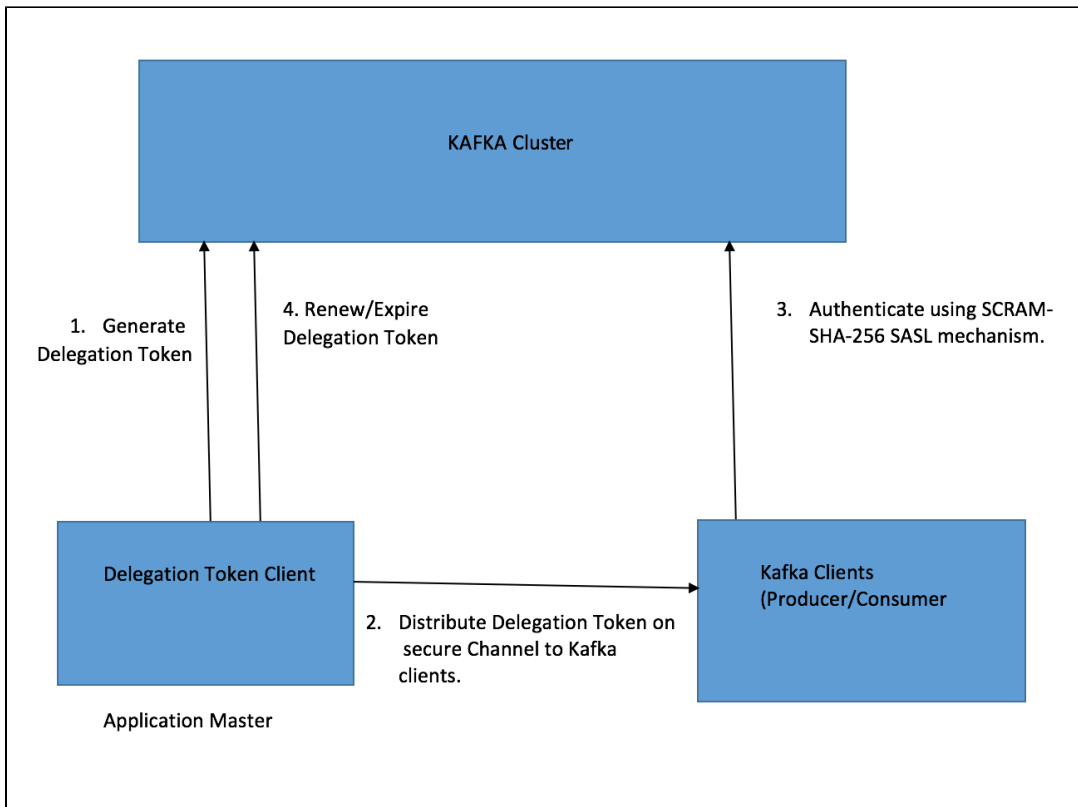 KAFKA Cluster
1. Generate
Delegation Token
4. Renew/Expire
Delegation Token
3. Authenticate using SCRAM-
SHA-256 SASL mechanism.
Delegation Token Client
Kafka Clients
(Producer/Consumer
2. Distribute Delegation Token on
secure Channel to Kafka
clients.
Application Master